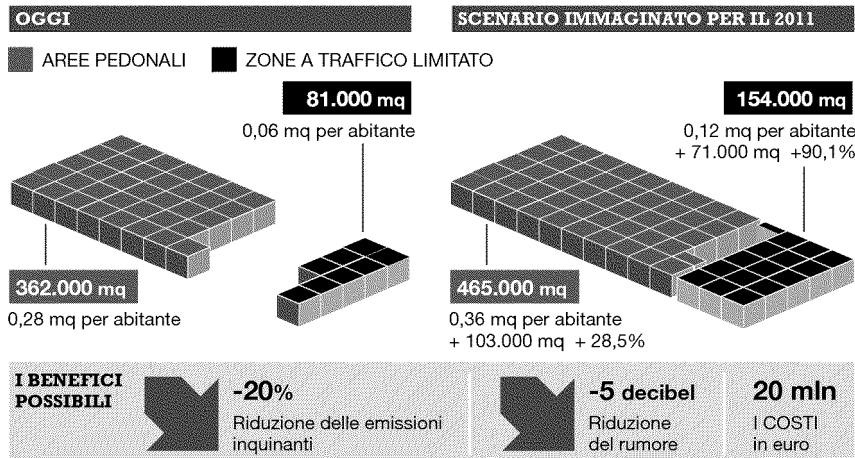 OGGI
SCENARIO IMMAGINATO PER IL 2011
AREE PEDONALI
ZONE A TRAFFICO LIMITATO
81.000 mq
0,06 mq per abitante
362.000 mq
0,28 mq per abitante
154.000 mq
0,12 mq per abitante
+ 71.000 mq +90,1%
465.000 mq
0,36 mq per abitante
+ 103.000 mq + 28,5%
I BENEFICI
POSSIBILI
-20%
Riduzione delle emissioni
inquinanti
-5 decibel
Riduzione
del rumore
20 mln
I COSTI
in euro